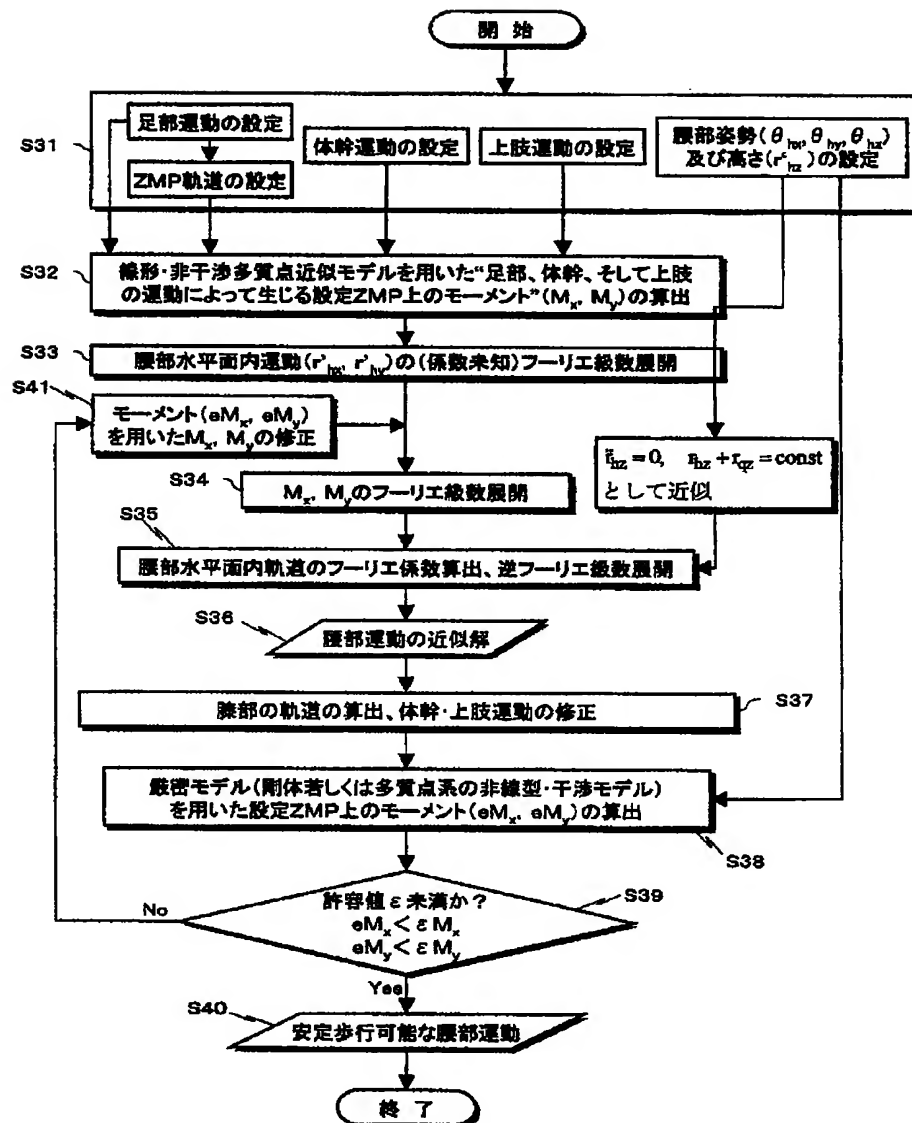 開始
S31
足部運動の設定
ZMP軌道の設定
体幹運動の設定
上肢運動の設定
腰部姿勢(θhx, θhy, θhz)
及び高さ(r'hz)の設定
S32
線形・非干渉多質点近似モデルを用いた“足部、体幹、そして上肢
の運動によって生じる設定ZMP上のモーメント”(Mx, My)の算出
S33
腰部水平面内運動(r'hx, r'hy)の(係数未知)フーリエ級数展開
S41
モーメント(eMx, eMy)
を用いたMx, Myの修正
r̈hz=0, rhz+rqz=const
として近似
S34
Mx, Myのフーリエ級数展開
S35
腰部水平面内軌道のフーリエ係数算出、逆フーリエ級数展開
S36
腰部運動の近似解
膝部の軌道の算出、体幹・上肢運動の修正
S37
厳密モデル(剛体若しくは多質点系の非線型・干渉モデル)
を用いた設定ZMP上のモーメント(eMx, eMy)の算出
S38
許容値ε未満か?
eMx<εMx
eMy<εMy
S39
No
Yes
S40
安定歩行可能な腰部運動
終了